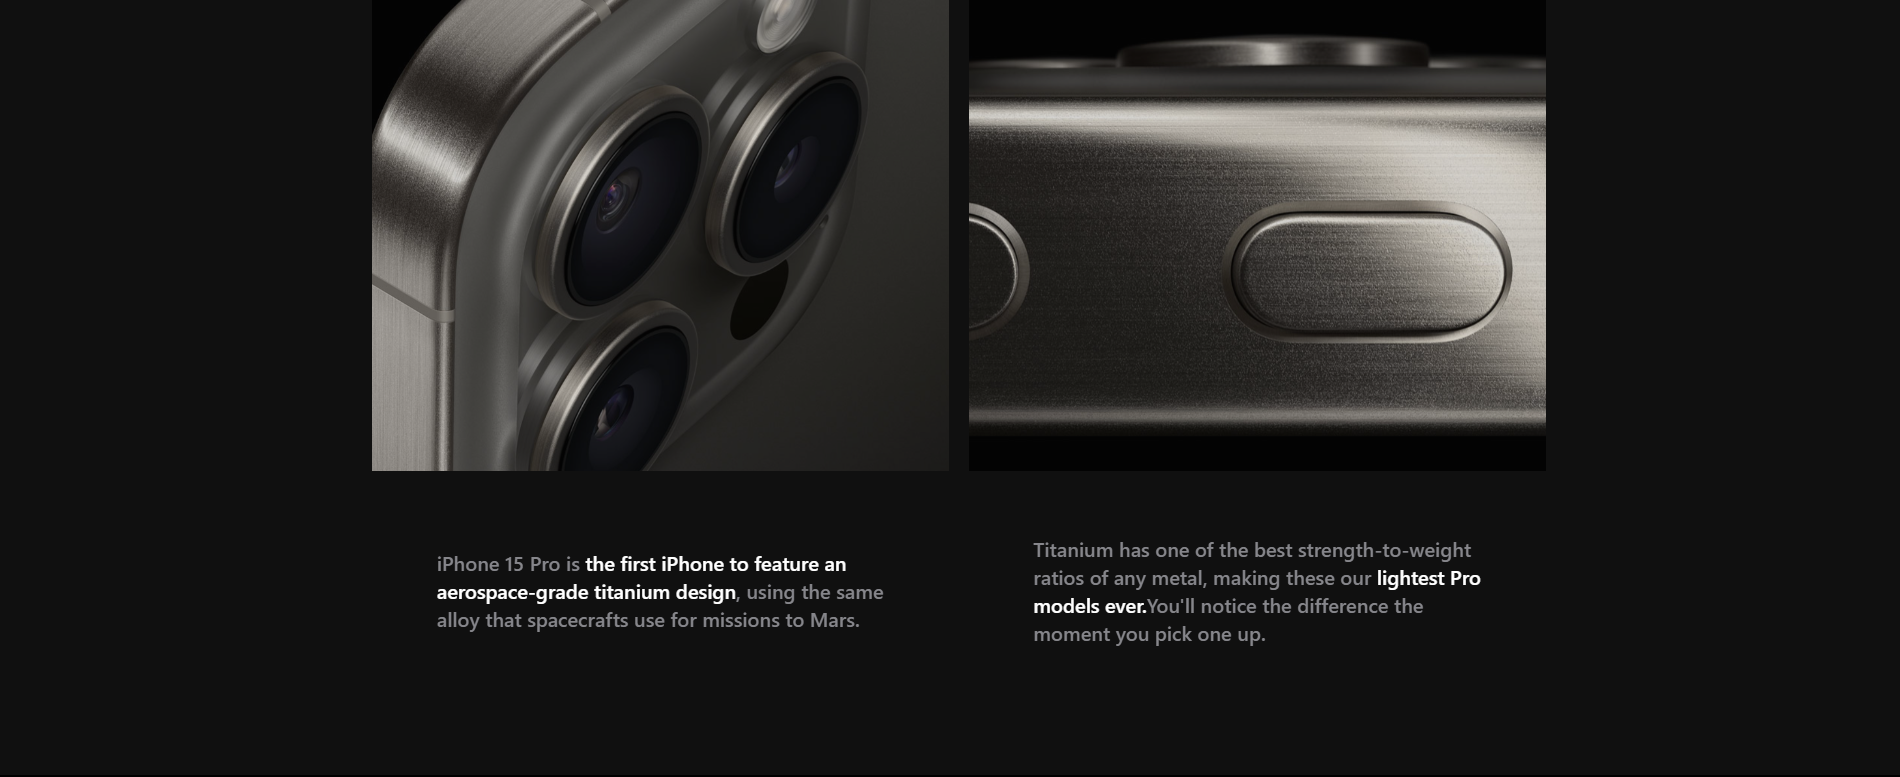 iPhone 15 Pro is the first iPhone to feature an
aerospace-grade titanium design, using the same
alloy that spacecrafts use for missions to Mars.
Titanium has one of the best strength-to-weight
ratios of any metal, making these our lightest Pro
models ever.You'll notice the difference the
moment you pick one up.